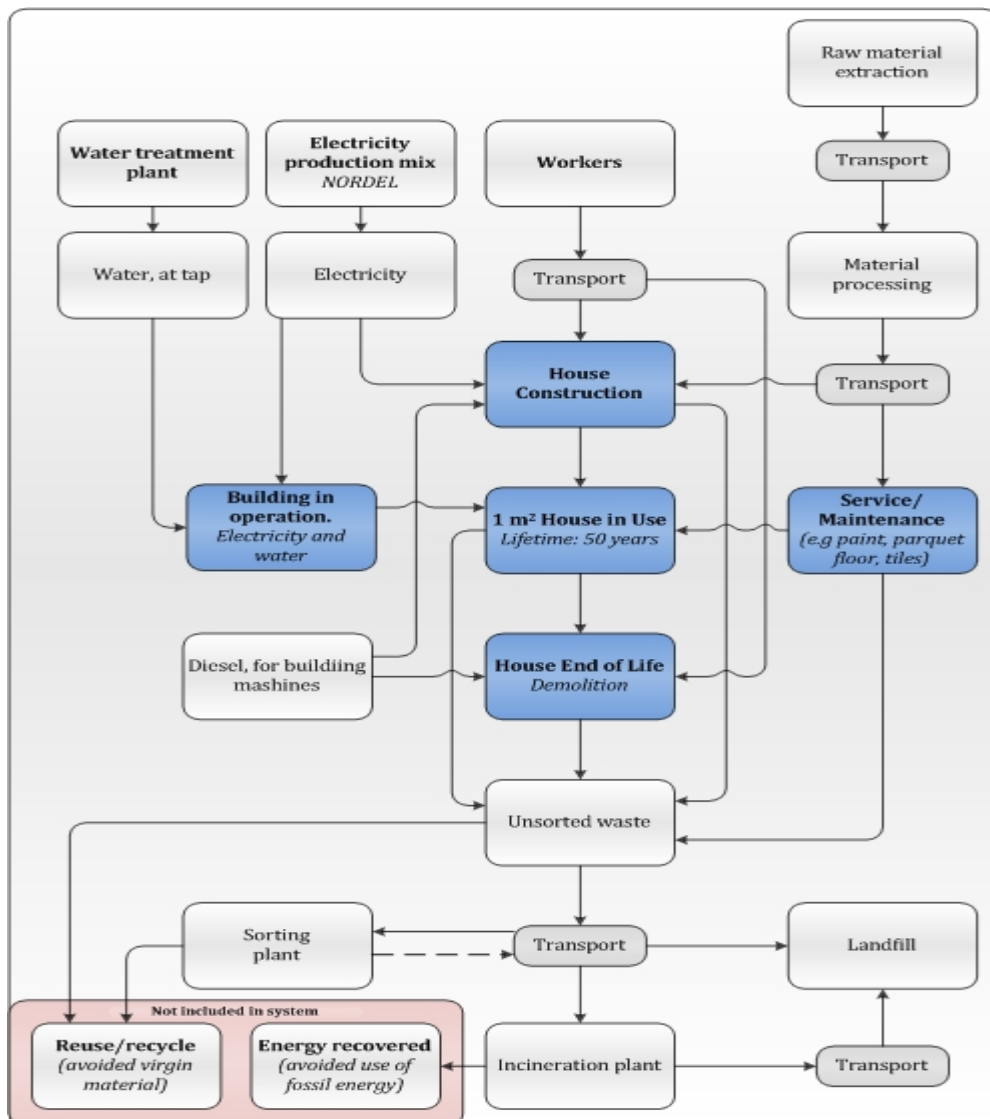 Raw material
extraction
Water treatment
plant
Electricity
production mix
NORDEL
Workers
Transport
Water, at tap
Electricity
Transport
Material
processing
House
Construction
Transport
Building in
operation.
Electricity and
water
1 m² House in Use
Lifetime: 50 years
Service/
Maintenance
(e.g paint, parquet
floor, tiles)
Diesel, for buildiing
mashines
House End of Life
Demolition
Unsorted waste
Sorting
plant
Transport
Landfill
Not included in system
Reuse/recycle
(avoided virgin
material)
Energy recovered
(avoided use of
fossil energy)
Incineration plant
Transport